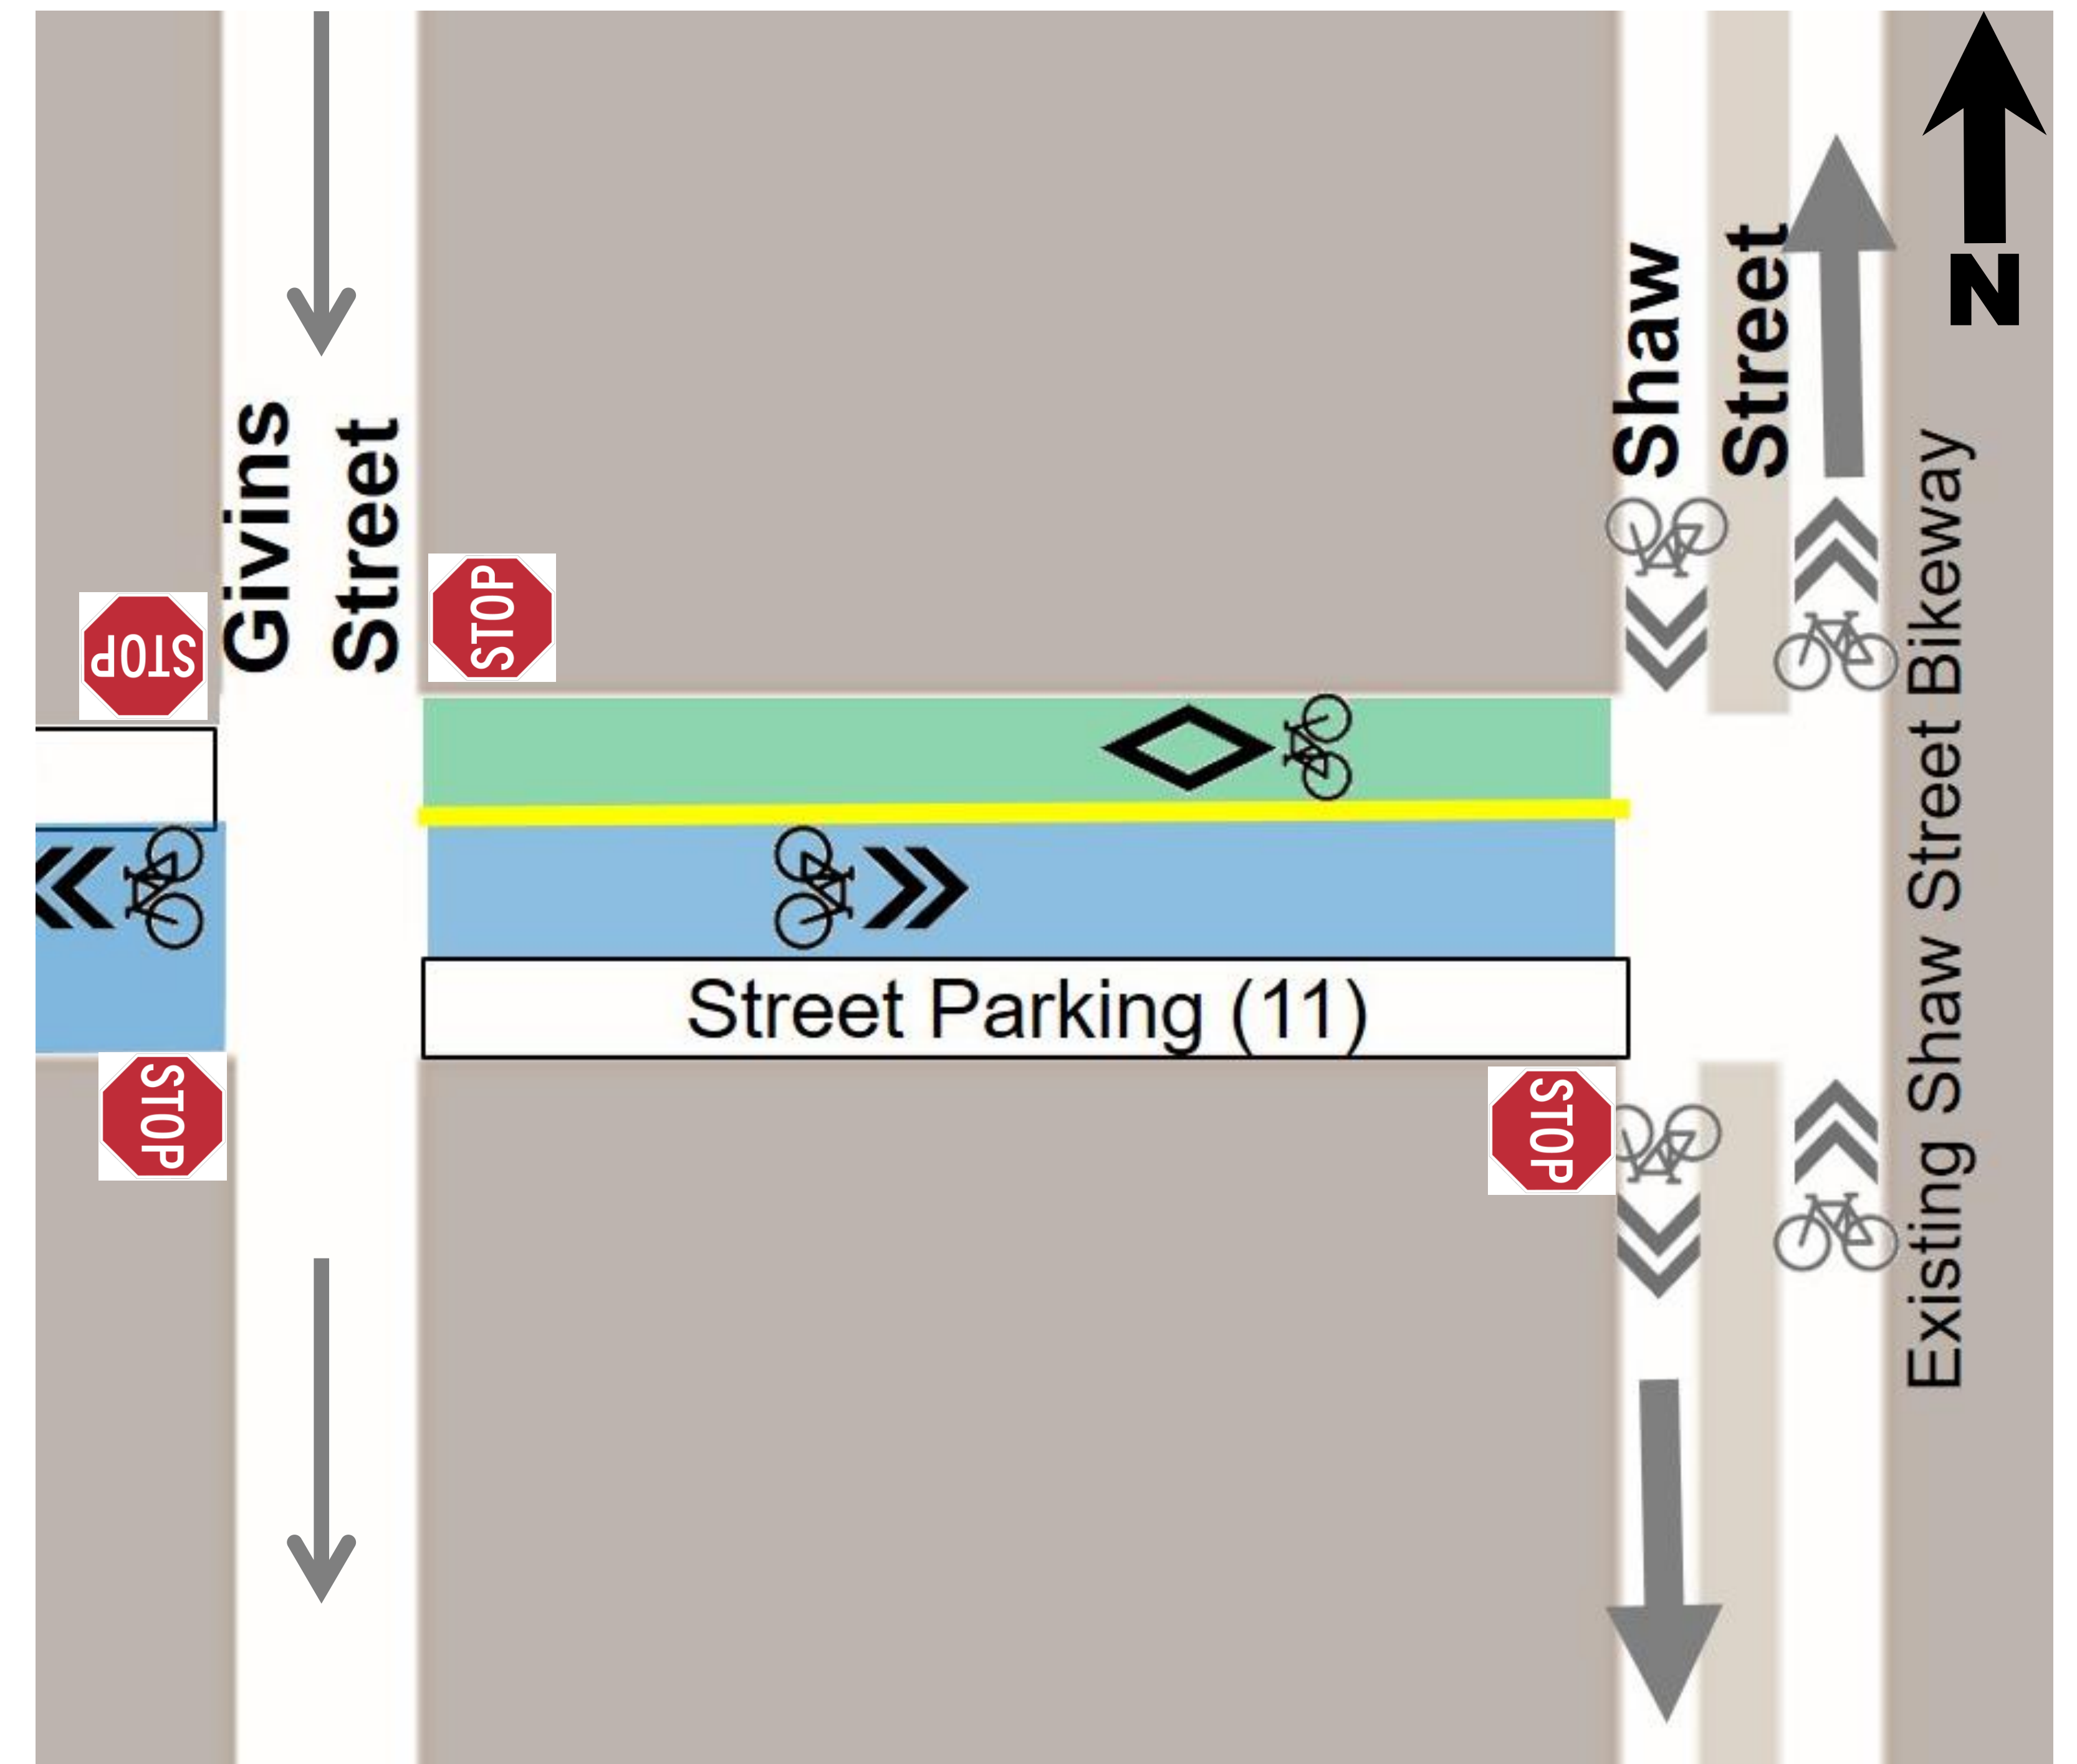 N
Shaw
Street
Givins
Street
STOP
STOP
Existing Shaw Street Bikeway
Street Parking (11)
STOP
STOP